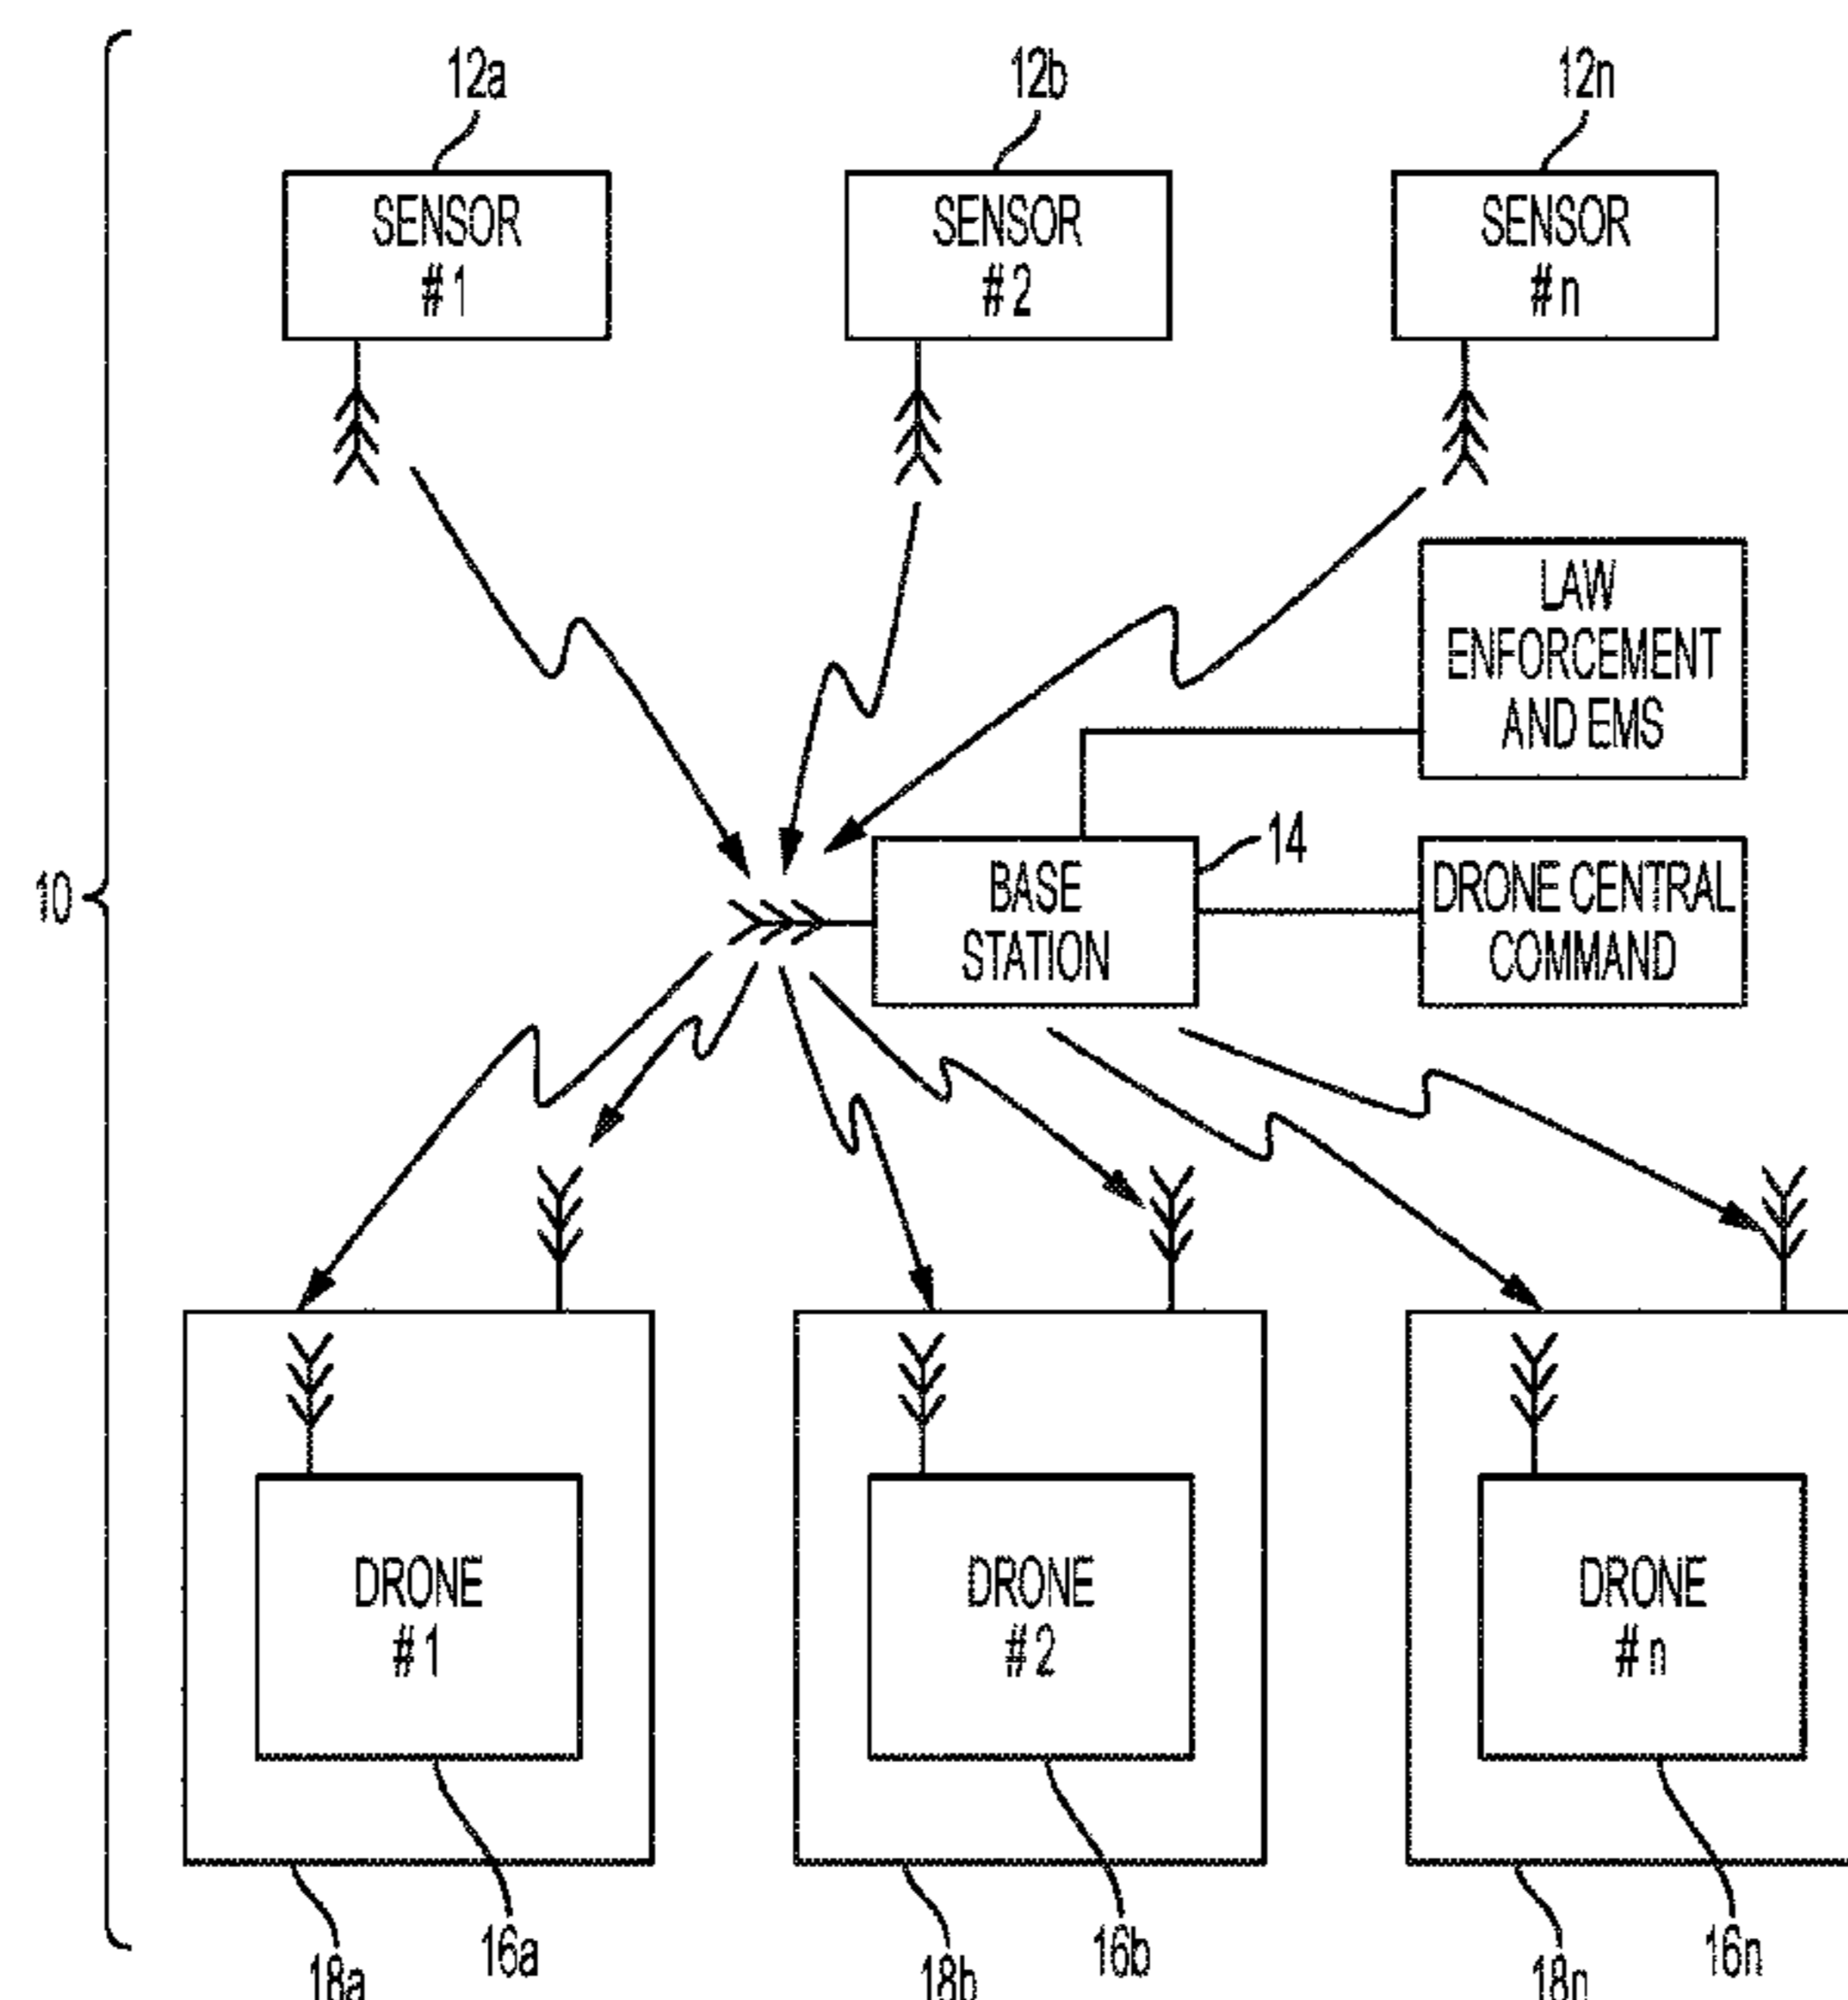 12a
12b
12n
SENSOR
#1
SENSOR
#2
SENSOR
#n
LAW
ENFORCEMENT
AND EMS
10
14
BASE
STATION
DRONE CENTRAL
COMMAND
DRONE
#1
DRONE
#2
DRONE
#n
18a
16a
18b
16b
18n
16n